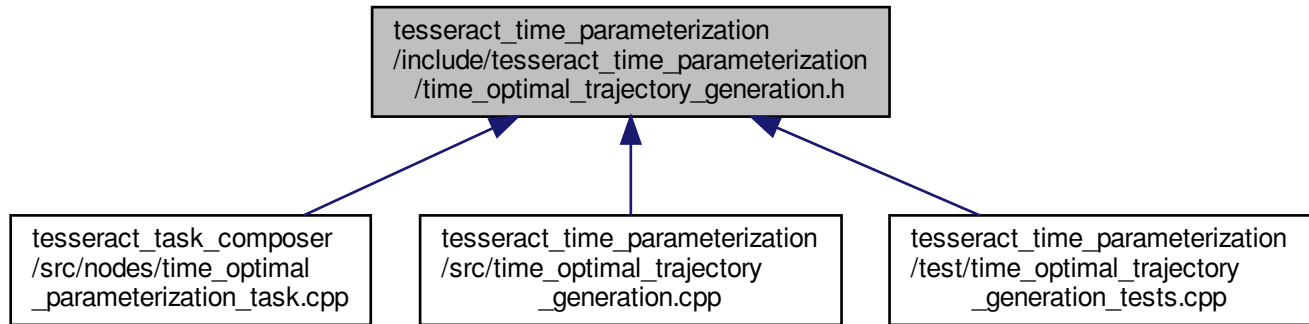 tesseract_time_parameterization
/include/tesseract_time_parameterization
/time_optimal_trajectory_generation.h
tesseract_task_composer
/src/nodes/time_optimal
_parameterization_task.cpp
tesseract_time_parameterization
/src/time_optimal_trajectory
_generation.cpp
tesseract_time_parameterization
/test/time_optimal_trajectory
_generation_tests.cpp